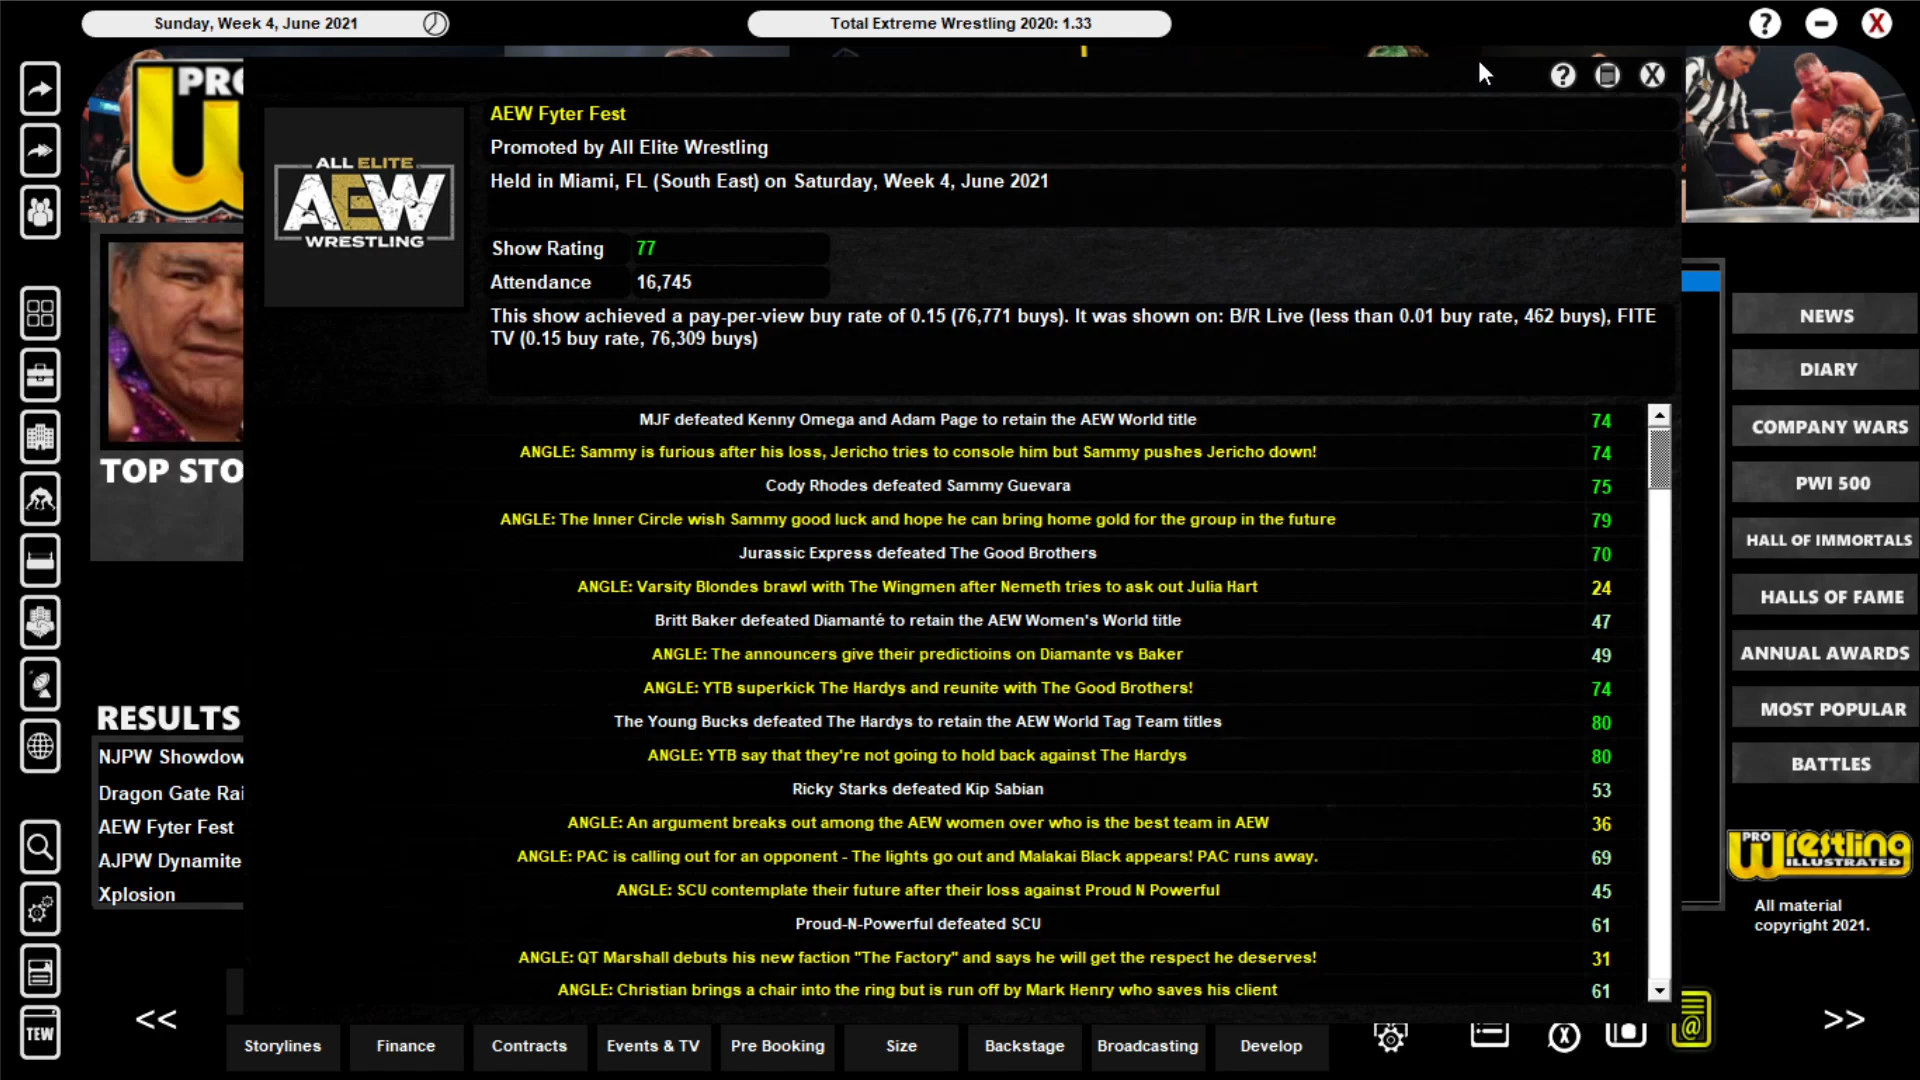 Sunday, Week 4, June 2021
Total Extreme Wrestling 2020: 1.33
AEW Fyter Fest
Promoted by All Elite Wrestling
Held in Miami, FL (South East) on Saturday, Week 4, June 2021
ALL ELITE
AEW
WRESTLING
Show Rating 77
Attendance 16,745
This show achieved a pay-per-view buy rate of 0.15 (76,771 buys). It was shown on: B/R Live (less than 0.01 buy rate, 462 buys), FITE
TV (0.15 buy rate, 76,309 buys)
MJF defeated Kenny Omega and Adam Page to retain the AEW World title 74
ANGLE: Sammy is furious after his loss, Jericho tries to console him but Sammy pushes Jericho down! 74
Cody Rhodes defeated Sammy Guevara 75
ANGLE: The Inner Circle wish Sammy good luck and hope he can bring home gold for the group in the future 79
Jurassic Express defeated The Good Brothers 70
ANGLE: Varsity Blondes brawl with The Wingmen after Nemeth tries to ask out Julia Hart 24
Britt Baker defeated Diamanté to retain the AEW Women's World title 47
ANGLE: The announcers give their predictioins on Diamante vs Baker 49
ANGLE: YTB superkick The Hardys and reunite with The Good Brothers! 74
The Young Bucks defeated The Hardys to retain the AEW World Tag Team titles 80
ANGLE: YTB say that they're not going to hold back against The Hardys 80
Ricky Starks defeated Kip Sabian 53
ANGLE: An argument breaks out among the AEW women over who is the best team in AEW 36
ANGLE: PAC is calling out for an opponent - The lights go out and Malakai Black appears! PAC runs away. 69
ANGLE: SCU contemplate their future after their loss against Proud N Powerful 45
Proud-N-Powerful defeated SCU 61
ANGLE: QT Marshall debuts his new faction "The Factory" and says he will get the respect he deserves! 31
ANGLE: Christian brings a chair into the ring but is run off by Mark Henry who saves his client 61
PRO
W
TOP STO
RESULTS
NJPW Showdow
Dragon Gate Rai
AEW Fyter Fest
AJPW Dynamite
Xplosion
NEWS
DIARY
COMPANY WARS
PWI 500
HALL OF IMMORTALS
HALLS OF FAME
ANNUAL AWARDS
MOST POPULAR
BATTLES
PRO
Wrestling
ILLUSTRATED
All material
copyright 2021.
TEW
<<
Storylines
Finance
Contracts
Events & TV
Pre Booking
Size
Backstage
Broadcasting
Develop
>>